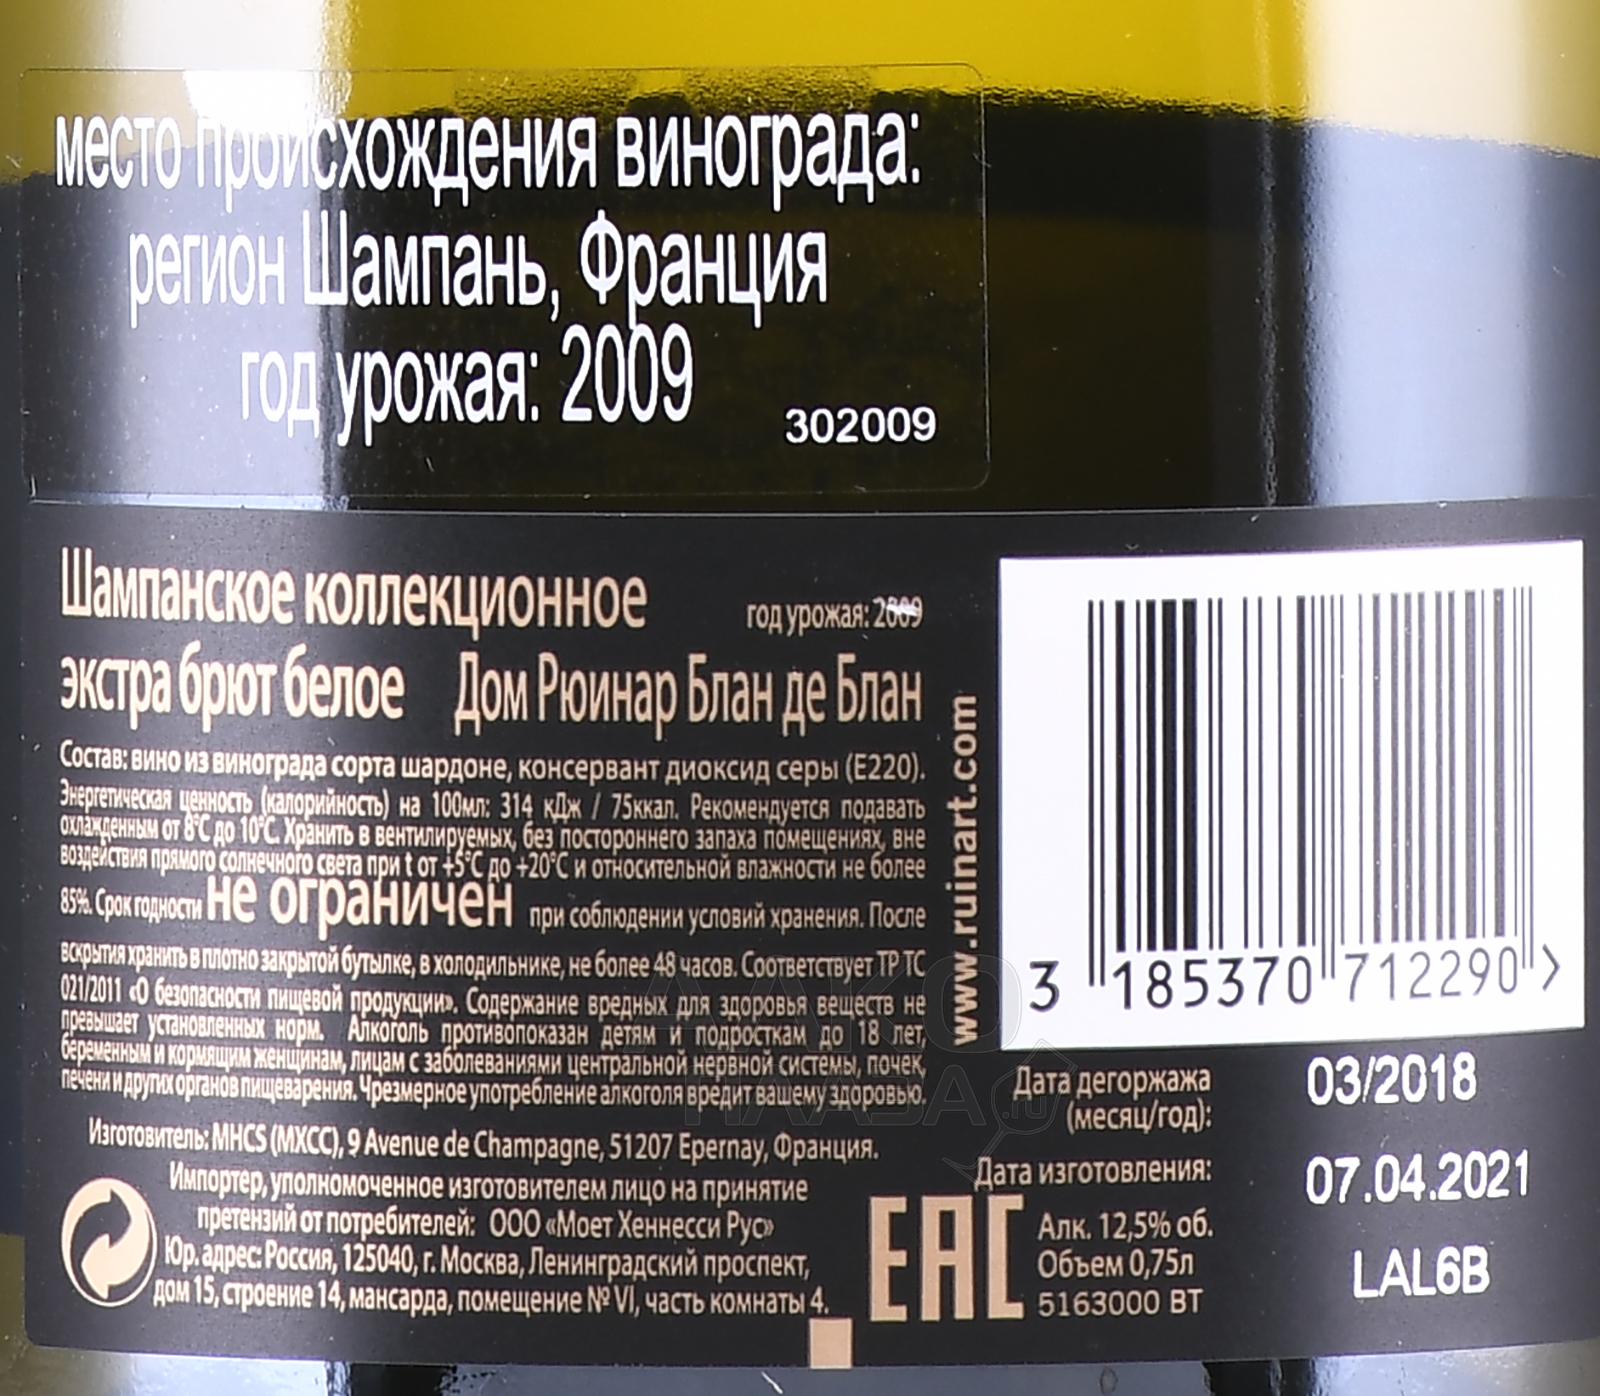 место происхождения винограда:
регион Шампань, Франция
год урожая: 2009
302009
Шампанское коллекционное
год урожая: 2009
экстра брют белое Дом Рюинар Блан де Блан
Состав: вино из винограда сорта шардоне, консервант диоксид серы (E220).
Энергетическая ценность (калорийность) на 100мл: 314 кДж / 75ккал. Рекомендуется подавать
охлажденным от 8°C до 10°C. Хранить в вентилируемых, без постороннего запаха помещениях, вне
воздействия прямого солнечного света при t от +5°C до +20°C и относительной влажности не более
85%. Срок годности не ограничен при соблюдении условий хранения. После
вскрытия хранить в плотно закрытой бутылке, в холодильнике, не более 48 часов. Соответствует ТР ТС
021/2011 «О безопасности пищевой продукции». Содержание вредных для здоровья веществ не
превышает установленных норм. Алкоголь противопоказан детям и подросткам до 18 лет,
беременным и кормящим женщинам, лицам с заболеваниями центральной нервной системы, почек,
печени и других органов пищеварения. Чрезмерное употребление алкоголя вредит вашему здоровью.
Изготовитель: MHCS (МХСС), 9 Avenue de Champagne, 51207 Epernay, Франция.
Импортер, уполномоченное изготовителем лицо на принятие
претензий от потребителей: ООО «Моет Хеннесси Рус»
Юр. адрес: Россия, 125040, г. Москва, Ленинградский проспект,
дом 15, строение 14, мансарда, помещение № VI, часть комнаты 4.
www.ruinart.com
3 185370 712290 >
Дата дегоржажа 03/2018
(месяц/год):
Дата изготовления: 07.04.2021
EAC
Алк. 12,5% об.
Объем 0,75л
5163000 ВТ
LAL6B
АЛКО
ПЛАЗА.ru